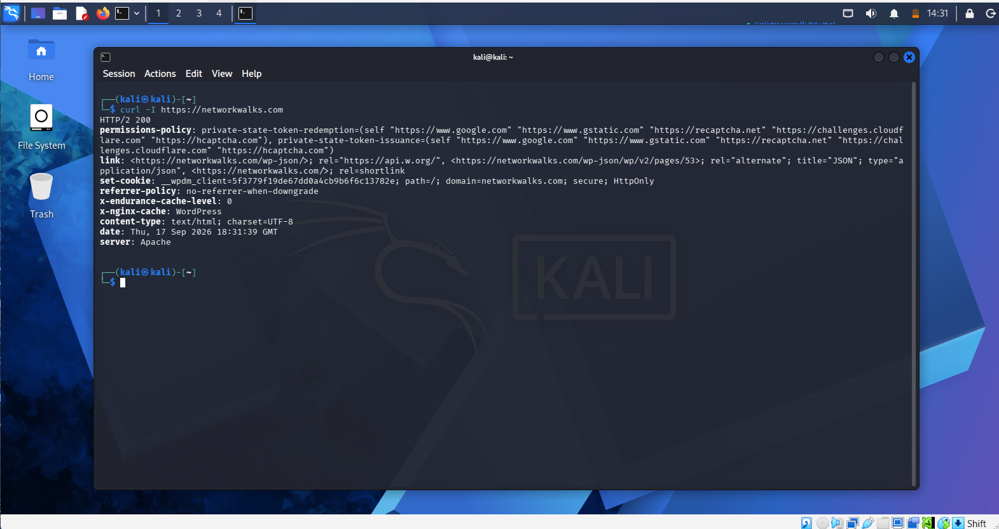 1 2 3 4 14:31
Home
File System
Trash
kali@kali: ~
Session Actions Edit View Help
┌──(kali㉿kali)-[~]
└─$ curl -I https://networkwalks.com
HTTP/2 200
permissions-policy: private-state-token-redemption=(self "https://www.google.com" "https://www.gstatic.com" "https://recaptcha.net" "https://challenges.cloudf
lare.com" "https://hcaptcha.com"), private-state-token-issuance=(self "https://www.google.com" "https://www.gstatic.com" "https://recaptcha.net" "https://chal
lenges.cloudflare.com" "https://hcaptcha.com")
link: <https://networkwalks.com/wp-json/>; rel="https://api.w.org/", <https://networkwalks.com/wp-json/wp/v2/pages/53>; rel="alternate"; title="JSON"; type="a
pplication/json", <https://networkwalks.com/>; rel=shortlink
set-cookie: __wpdm_client=5f3779f19de67dd0a4cb9b6f6c13782e; path=/; domain=networkwalks.com; secure; HttpOnly
referrer-policy: no-referrer-when-downgrade
x-endurance-cache-level: 0
x-nginx-cache: WordPress
content-type: text/html; charset=UTF-8
date: Thu, 17 Sep 2026 18:31:39 GMT
server: Apache
┌──(kali㉿kali)-[~]
└─$
KALI
Shift